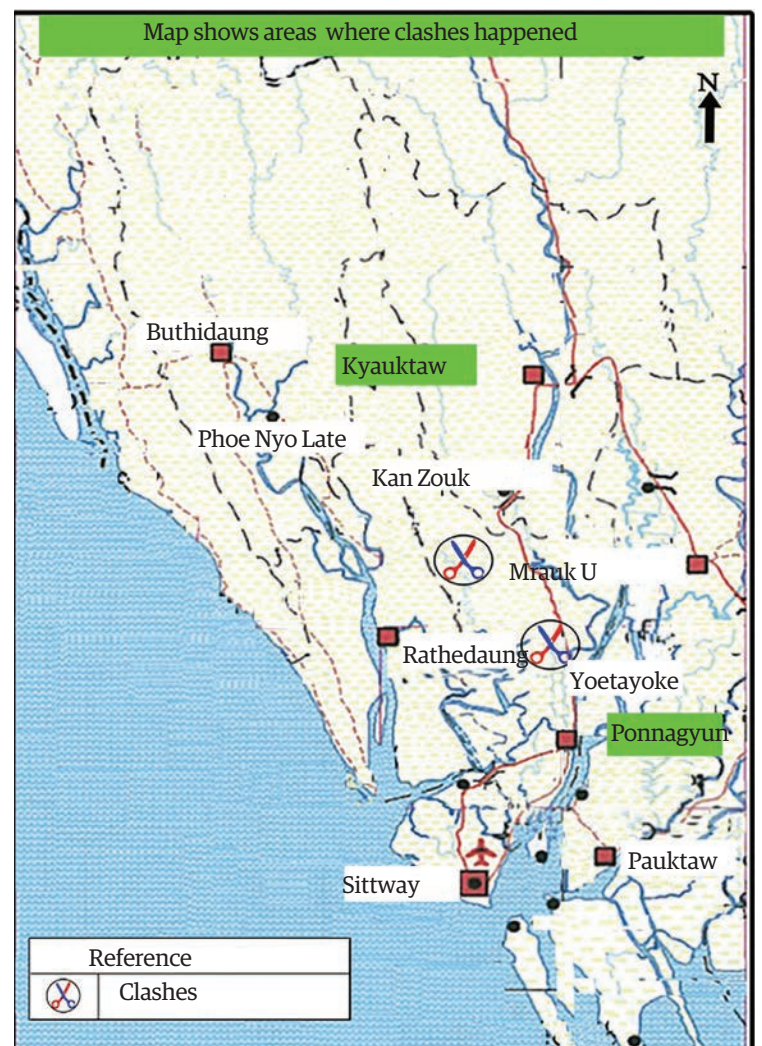 Map shows areas where clashes happened
N
Buthidaung
Kyauktaw
Phoe Nyo Late
Kan Zouk
Mrauk U
Rathedaung
Yoetayoke
Ponnagyun
Pauktaw
Sittway
Reference
Clashes